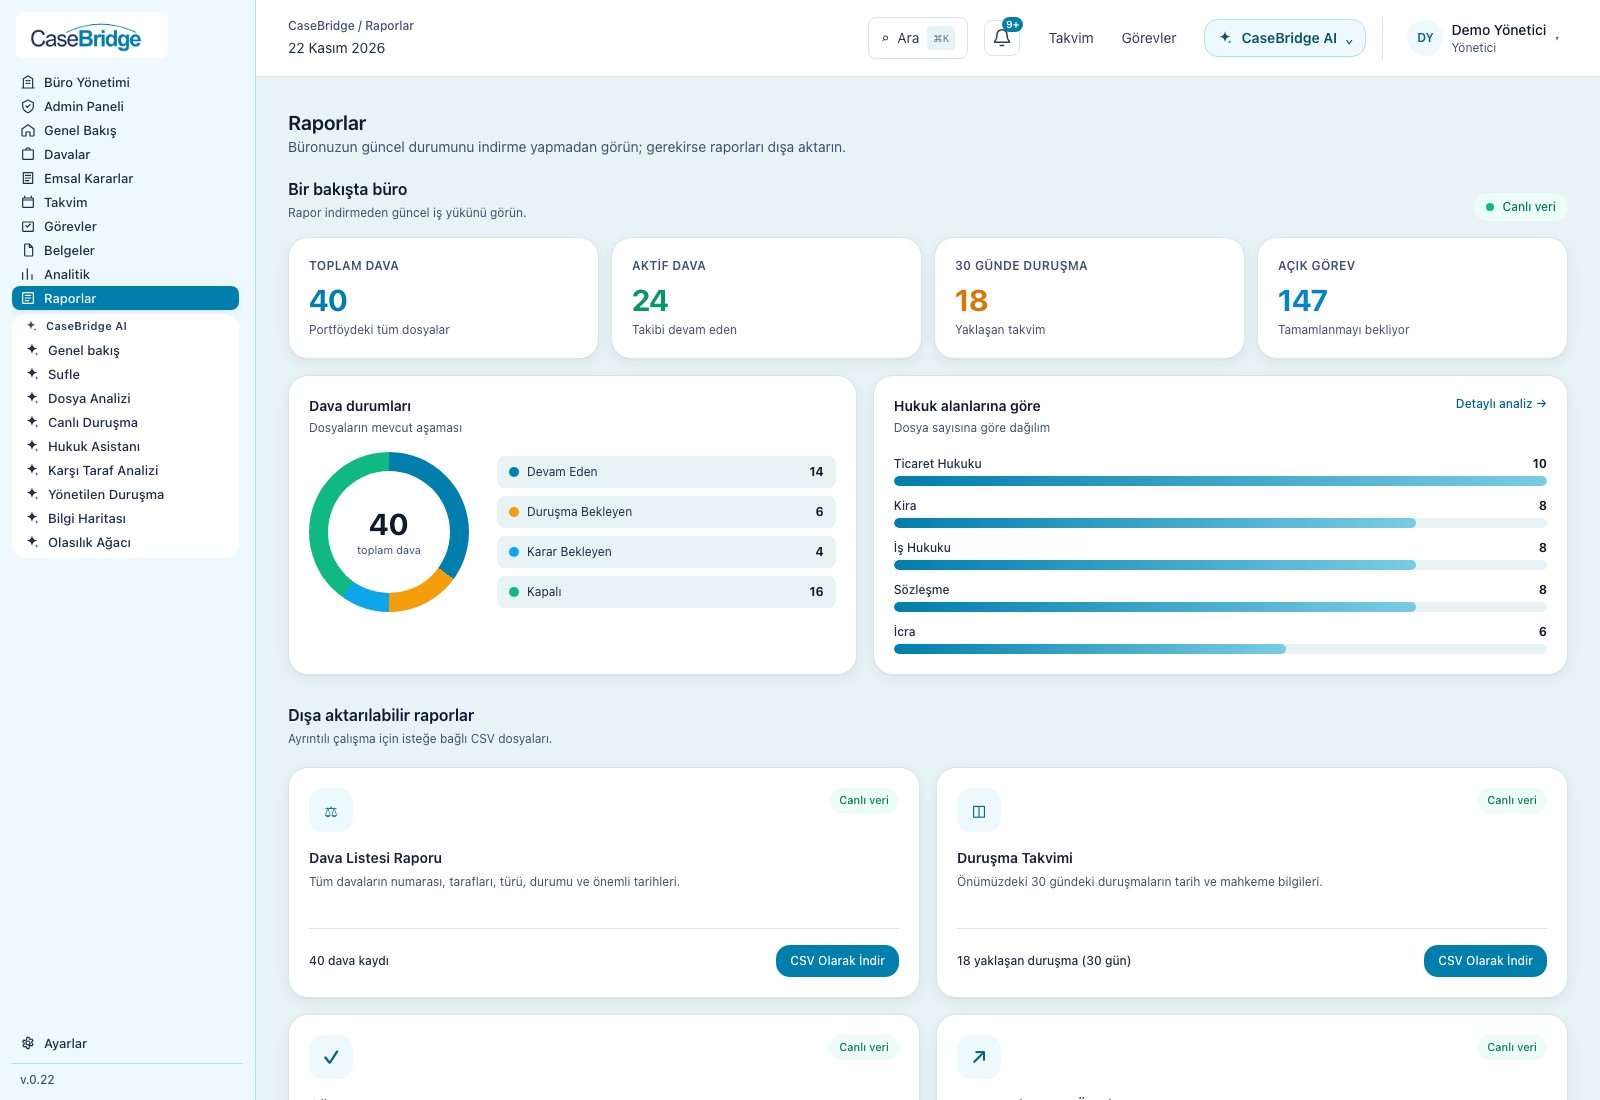 CaseBridge
Büro Yönetimi
Admin Paneli
Genel Bakış
Davalar
Emsal Kararlar
Takvim
Görevler
Belgeler
Analitik
Raporlar
CaseBridge AI
Genel bakış
Sufle
Dosya Analizi
Canlı Duruşma
Hukuk Asistanı
Karşı Taraf Analizi
Yönetilen Duruşma
Bilgi Haritası
Olasılık Ağacı
Ayarlar
v.0.22
CaseBridge / Raporlar
22 Kasım 2026
Ara ⌘K
9+
Takvim
Görevler
CaseBridge AI
DY
Demo Yönetici
Yönetici
Raporlar
Büronuzun güncel durumunu indirme yapmadan görün; gerekirse raporları dışa aktarın.
Bir bakışta büro
Rapor indirmeden güncel iş yükünü görün.
Canlı veri
TOPLAM DAVA
40
Portföydeki tüm dosyalar
AKTİF DAVA
24
Takibi devam eden
30 GÜNDE DURUŞMA
18
Yaklaşan takvim
AÇIK GÖREV
147
Tamamlanmayı bekliyor
Dava durumları
Dosyaların mevcut aşaması
40
toplam dava
Devam Eden 14
Duruşma Bekleyen 6
Karar Bekleyen 4
Kapalı 16
Hukuk alanlarına göre
Dosya sayısına göre dağılım
Detaylı analiz →
Ticaret Hukuku 10
Kira 8
İş Hukuku 8
Sözleşme 8
İcra 6
Dışa aktarılabilir raporlar
Ayrıntılı çalışma için isteğe bağlı CSV dosyaları.
Canlı veri
Dava Listesi Raporu
Tüm davaların numarası, tarafları, türü, durumu ve önemli tarihleri.
40 dava kaydı
CSV Olarak İndir
Canlı veri
Duruşma Takvimi
Önümüzdeki 30 gündeki duruşmaların tarih ve mahkeme bilgileri.
18 yaklaşan duruşma (30 gün)
CSV Olarak İndir
Canlı veri
Canlı veri